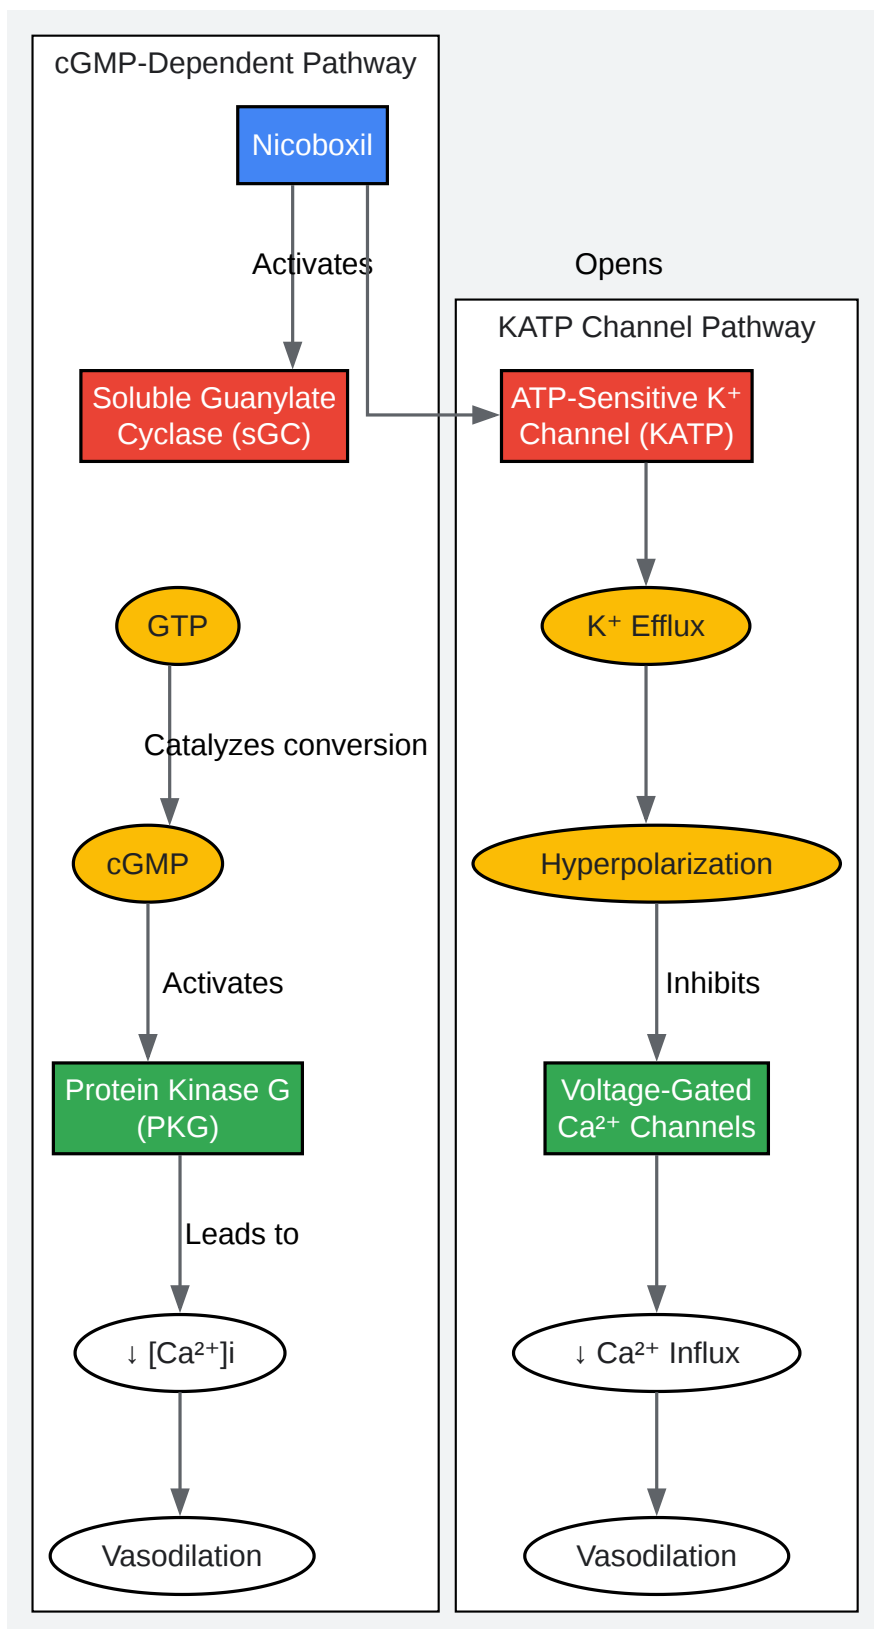 cGMP-Dependent Pathway
Nicoboxil
Activates
Soluble Guanylate
Cyclase (sGC)
GTP
Catalyzes conversion
cGMP
Activates
Protein Kinase G
(PKG)
Leads to
↓ [Ca²⁺]i
Vasodilation
Opens
KATP Channel Pathway
ATP-Sensitive K⁺
Channel (KATP)
K⁺ Efflux
Hyperpolarization
Inhibits
Voltage-Gated
Ca²⁺ Channels
↓ Ca²⁺ Influx
Vasodilation